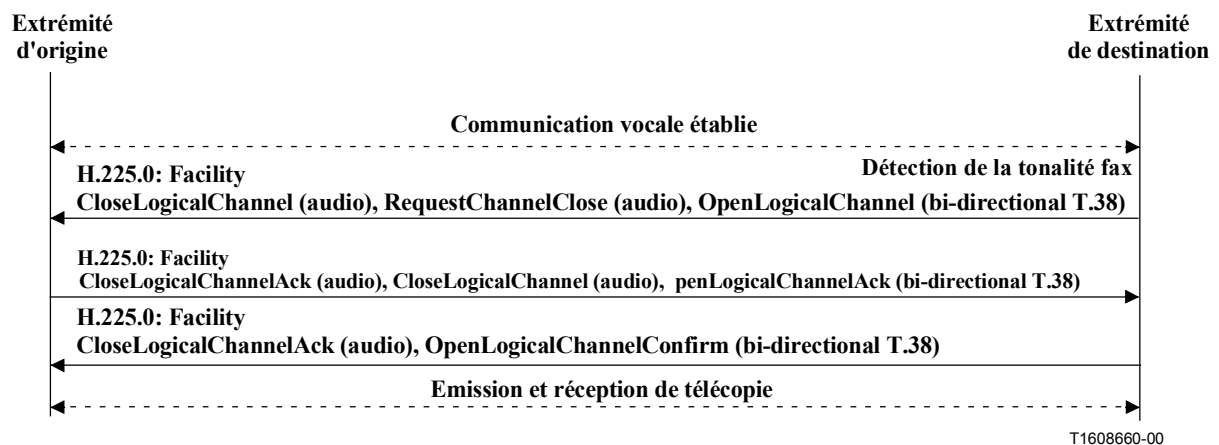 Extrémité
d'origine
Extrémité
de destination
Communication vocale établie
Détection de la tonalité fax
H.225.0: Facility
CloseLogicalChannel (audio), RequestChannelClose (audio), OpenLogicalChannel (bi-directional T.38)
H.225.0: Facility
CloseLogicalChannelAck (audio), CloseLogicalChannel (audio), penLogicalChannelAck (bi-directional T.38)
H.225.0: Facility
CloseLogicalChannelAck (audio), OpenLogicalChannelConfirm (bi-directional T.38)
Emission et réception de télécopie
T1608660-00